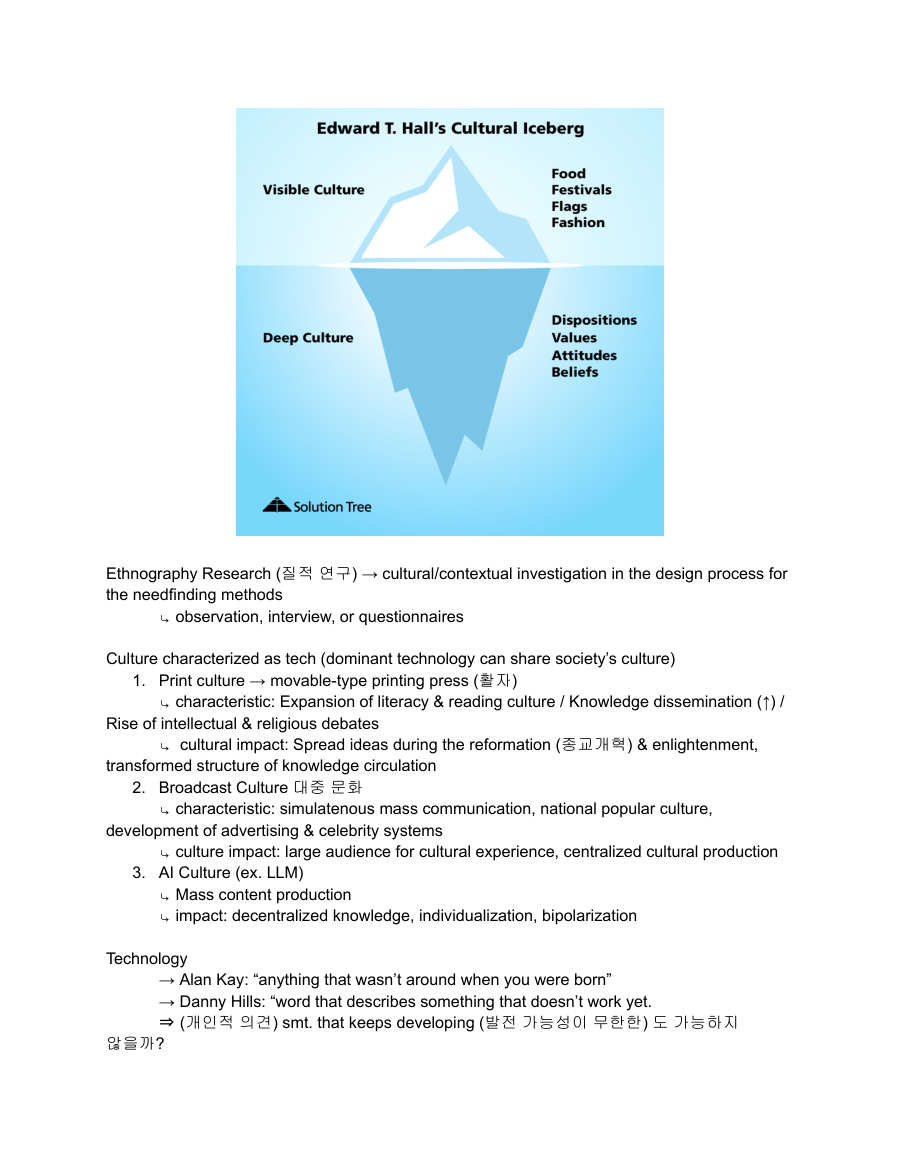 Edward T. Hall's Cultural Iceberg
Visible Culture
Food
Festivals
Flags
Fashion
Deep Culture
Dispositions
Values
Attitudes
Beliefs
Solution Tree
Ethnography Research (질적 연구) → cultural/contextual investigation in the design process for
the needfinding methods
⤷ observation, interview, or questionnaires
Culture characterized as tech (dominant technology can share society's culture)
1. Print culture → movable-type printing press (활자)
⤷ characteristic: Expansion of literacy & reading culture / Knowledge dissemination (↑) /
Rise of intellectual & religious debates
⤷ cultural impact: Spread ideas during the reformation (종교개혁) & enlightenment,
transformed structure of knowledge circulation
2. Broadcast Culture 대중 문화
⤷ characteristic: simulatenous mass communication, national popular culture,
development of advertising & celebrity systems
⤷ culture impact: large audience for cultural experience, centralized cultural production
3. AI Culture (ex. LLM)
⤷ Mass content production
⤷ impact: decentralized knowledge, individualization, bipolarization
Technology
→ Alan Kay: “anything that wasn't around when you were born”
→ Danny Hills: “word that describes something that doesn't work yet.
⇒ (개인적 의견) smt. that keeps developing (발전 가능성이 무한한) 도 가능하지
않을까?